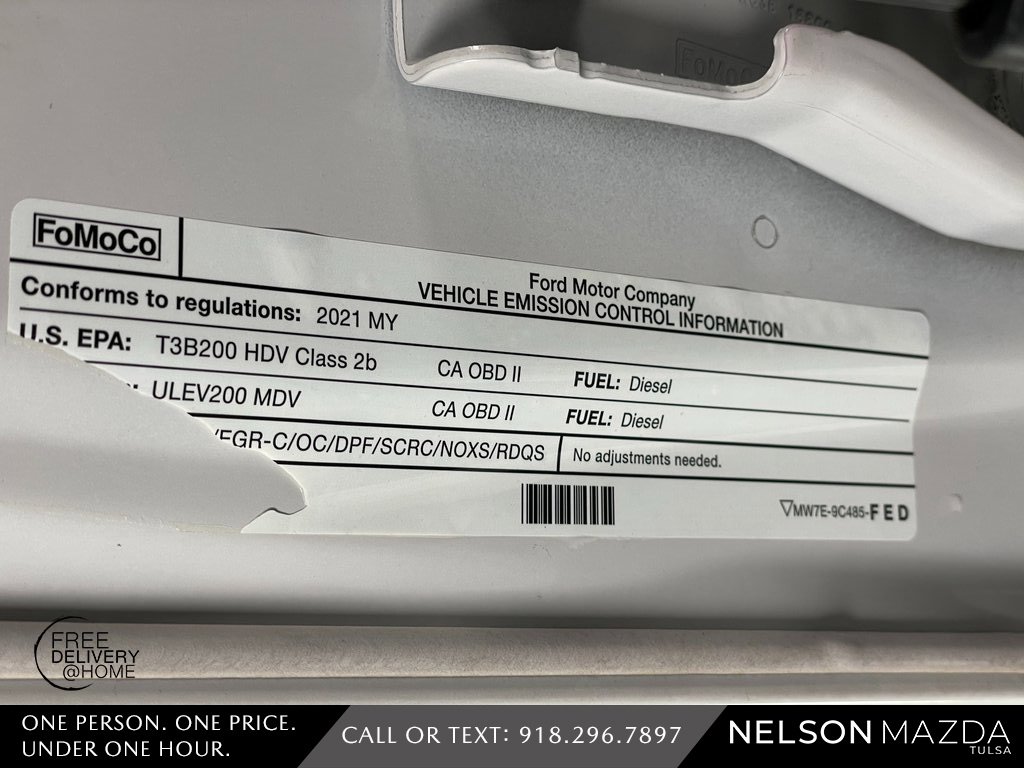 FoMoCo
FoMoCo
Ford Motor Company
VEHICLE EMISSION CONTROL INFORMATION
Conforms to regulations: 2021 MY
U.S. EPA: T3B200 HDV Class 2b CA OBD II FUEL: Diesel
ULEV200 MDV CA OBD II FUEL: Diesel
/EGR-C/OC/DPF/SCRC/NOXS/RDQS No adjustments needed.
MW7E-9C485-FED
FREE
DELIVERY
@HOME
ONE PERSON. ONE PRICE.
UNDER ONE HOUR.
CALL OR TEXT: 918.296.7897
NELSON MAZDA
TULSA